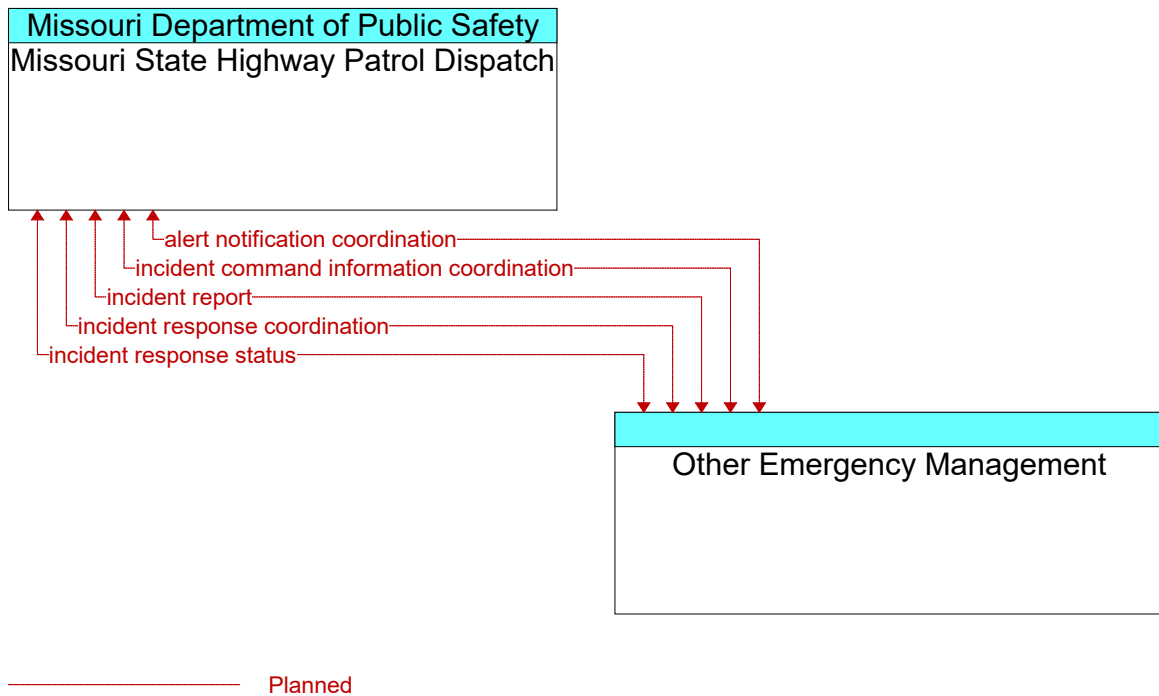 Missouri Department of Public Safety
Missouri State Highway Patrol Dispatch
alert notification coordination
incident command information coordination
incident report
incident response coordination
incident response status
Other Emergency Management
Planned